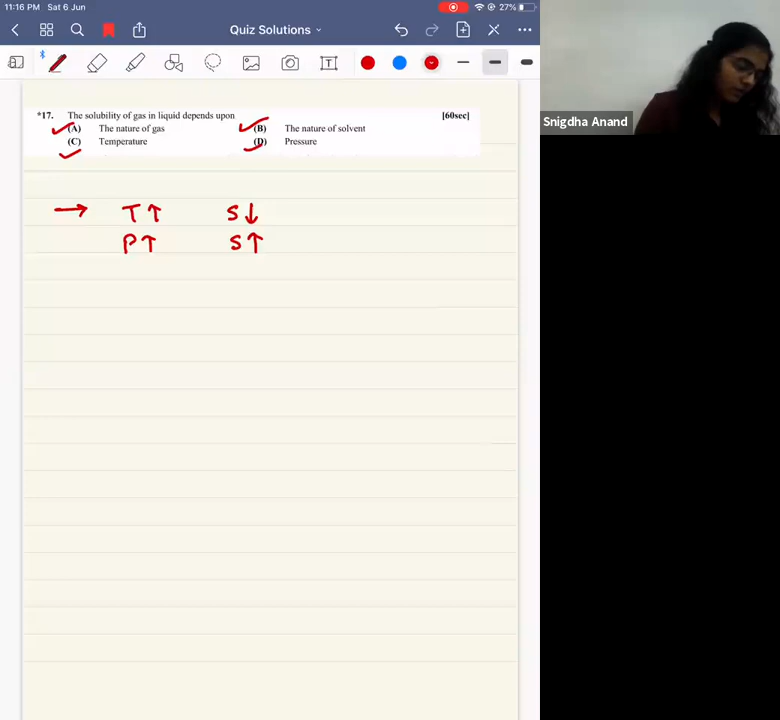 11:16 PM Sat 6 Jun
27%
Quiz Solutions
T
*17. The solubility of gas in liquid depends upon [60sec]
(A) The nature of gas (B) The nature of solvent
(C) Temperature (D) Pressure
→ T↑ S↓
P↑ S↑
Snigdha Anand